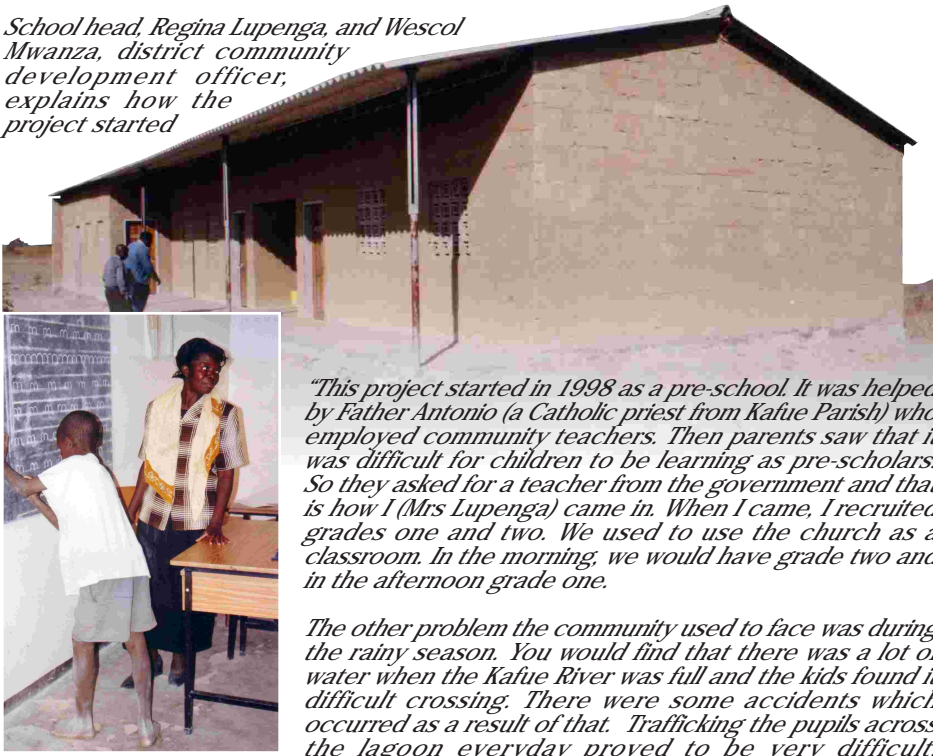 School head, Regina Lupenga, and Wescol
Mwanza, district community
development officer,
explains how the
project started
“This project started in 1998 as a pre-school. It was helped
by Father Antonio (a Catholic priest from Kafue Parish) who
employed community teachers. Then parents saw that it
was difficult for children to be learning as pre-scholars.
So they asked for a teacher from the government and that
is how I (Mrs Lupenga) came in. When I came, I recruited
grades one and two. We used to use the church as a
classroom. In the morning, we would have grade two and
in the afternoon grade one.
The other problem the community used to face was during
the rainy season. You would find that there was a lot of
water when the Kafue River was full and the kids found it
difficult crossing. There were some accidents which
occurred as a result of that. Trafficking the pupils across
the lagoon everyday proved to be very difficult.